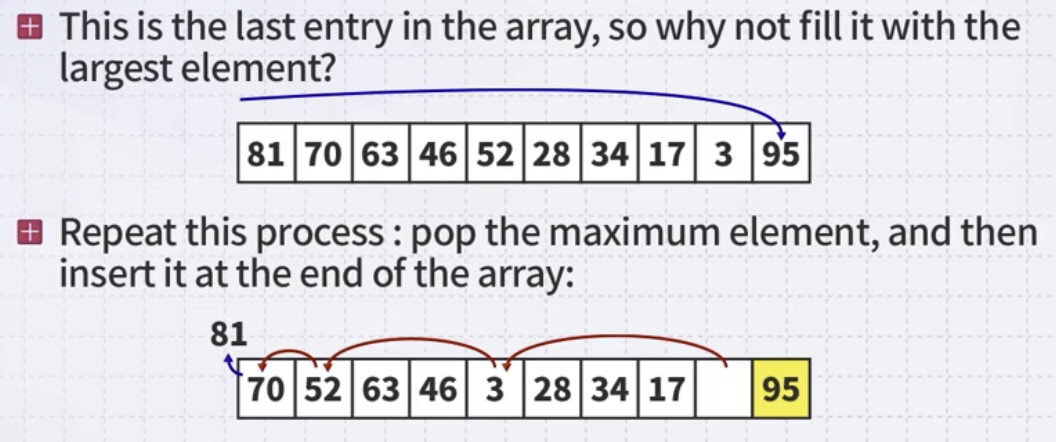 This is the last entry in the array, so why not fill it with the
largest element?
81 70 63 46 52 28 34 17 3 95
Repeat this process : pop the maximum element, and then
insert it at the end of the array:
81
70 52 63 46 3 28 34 17 95